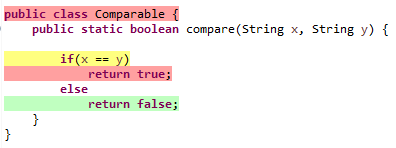 public class Comparable {
public static boolean compare(String x, String y) {
if(x == y)
return true;
else
return false;
}
}